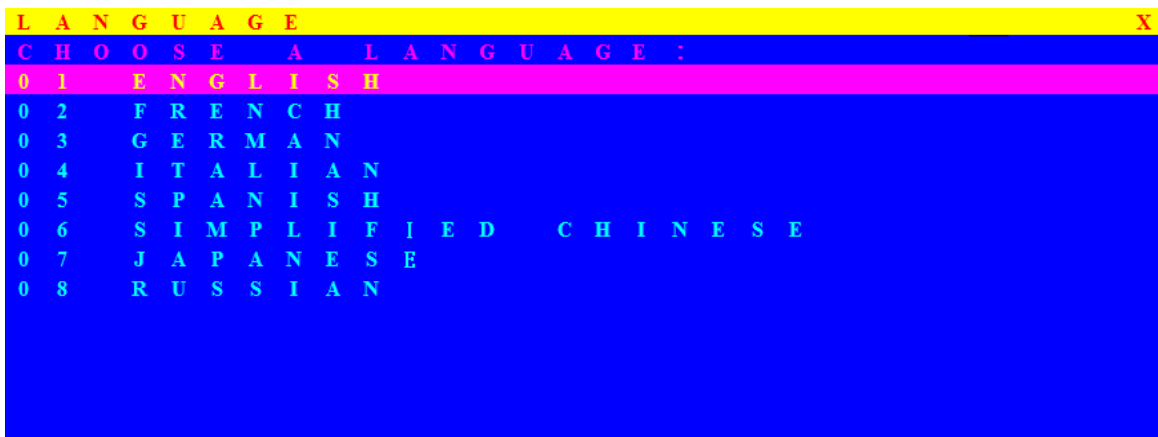 LANGUAGE X
CHOOSE A LANGUAGE:
01 ENGLISH
02 FRENCH
03 GERMAN
04 ITALIAN
05 SPANISH
06 SIMPLIFIED CHINESE
07 JAPANESE
08 RUSSIAN